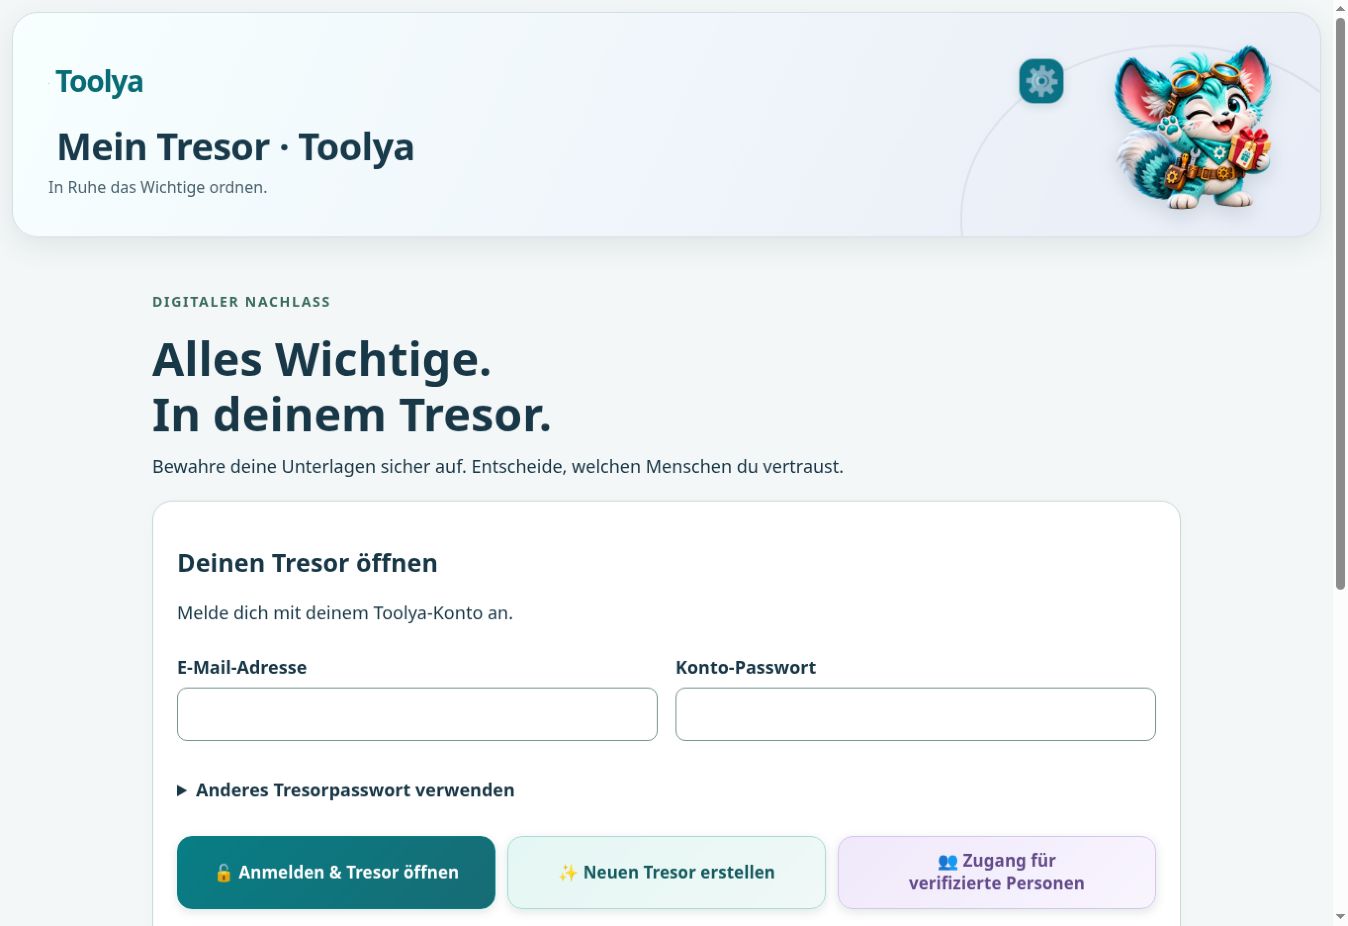 Toolya
Mein Tresor · Toolya
In Ruhe das Wichtige ordnen.
DIGITALER NACHLASS
Alles Wichtige.
In deinem Tresor.
Bewahre deine Unterlagen sicher auf. Entscheide, welchen Menschen du vertraust.
Deinen Tresor öffnen
Melde dich mit deinem Toolya-Konto an.
E-Mail-Adresse
Konto-Passwort
Anderes Tresorpasswort verwenden
Anmelden & Tresor öffnen
Neuen Tresor erstellen
Zugang für
verifizierte Personen